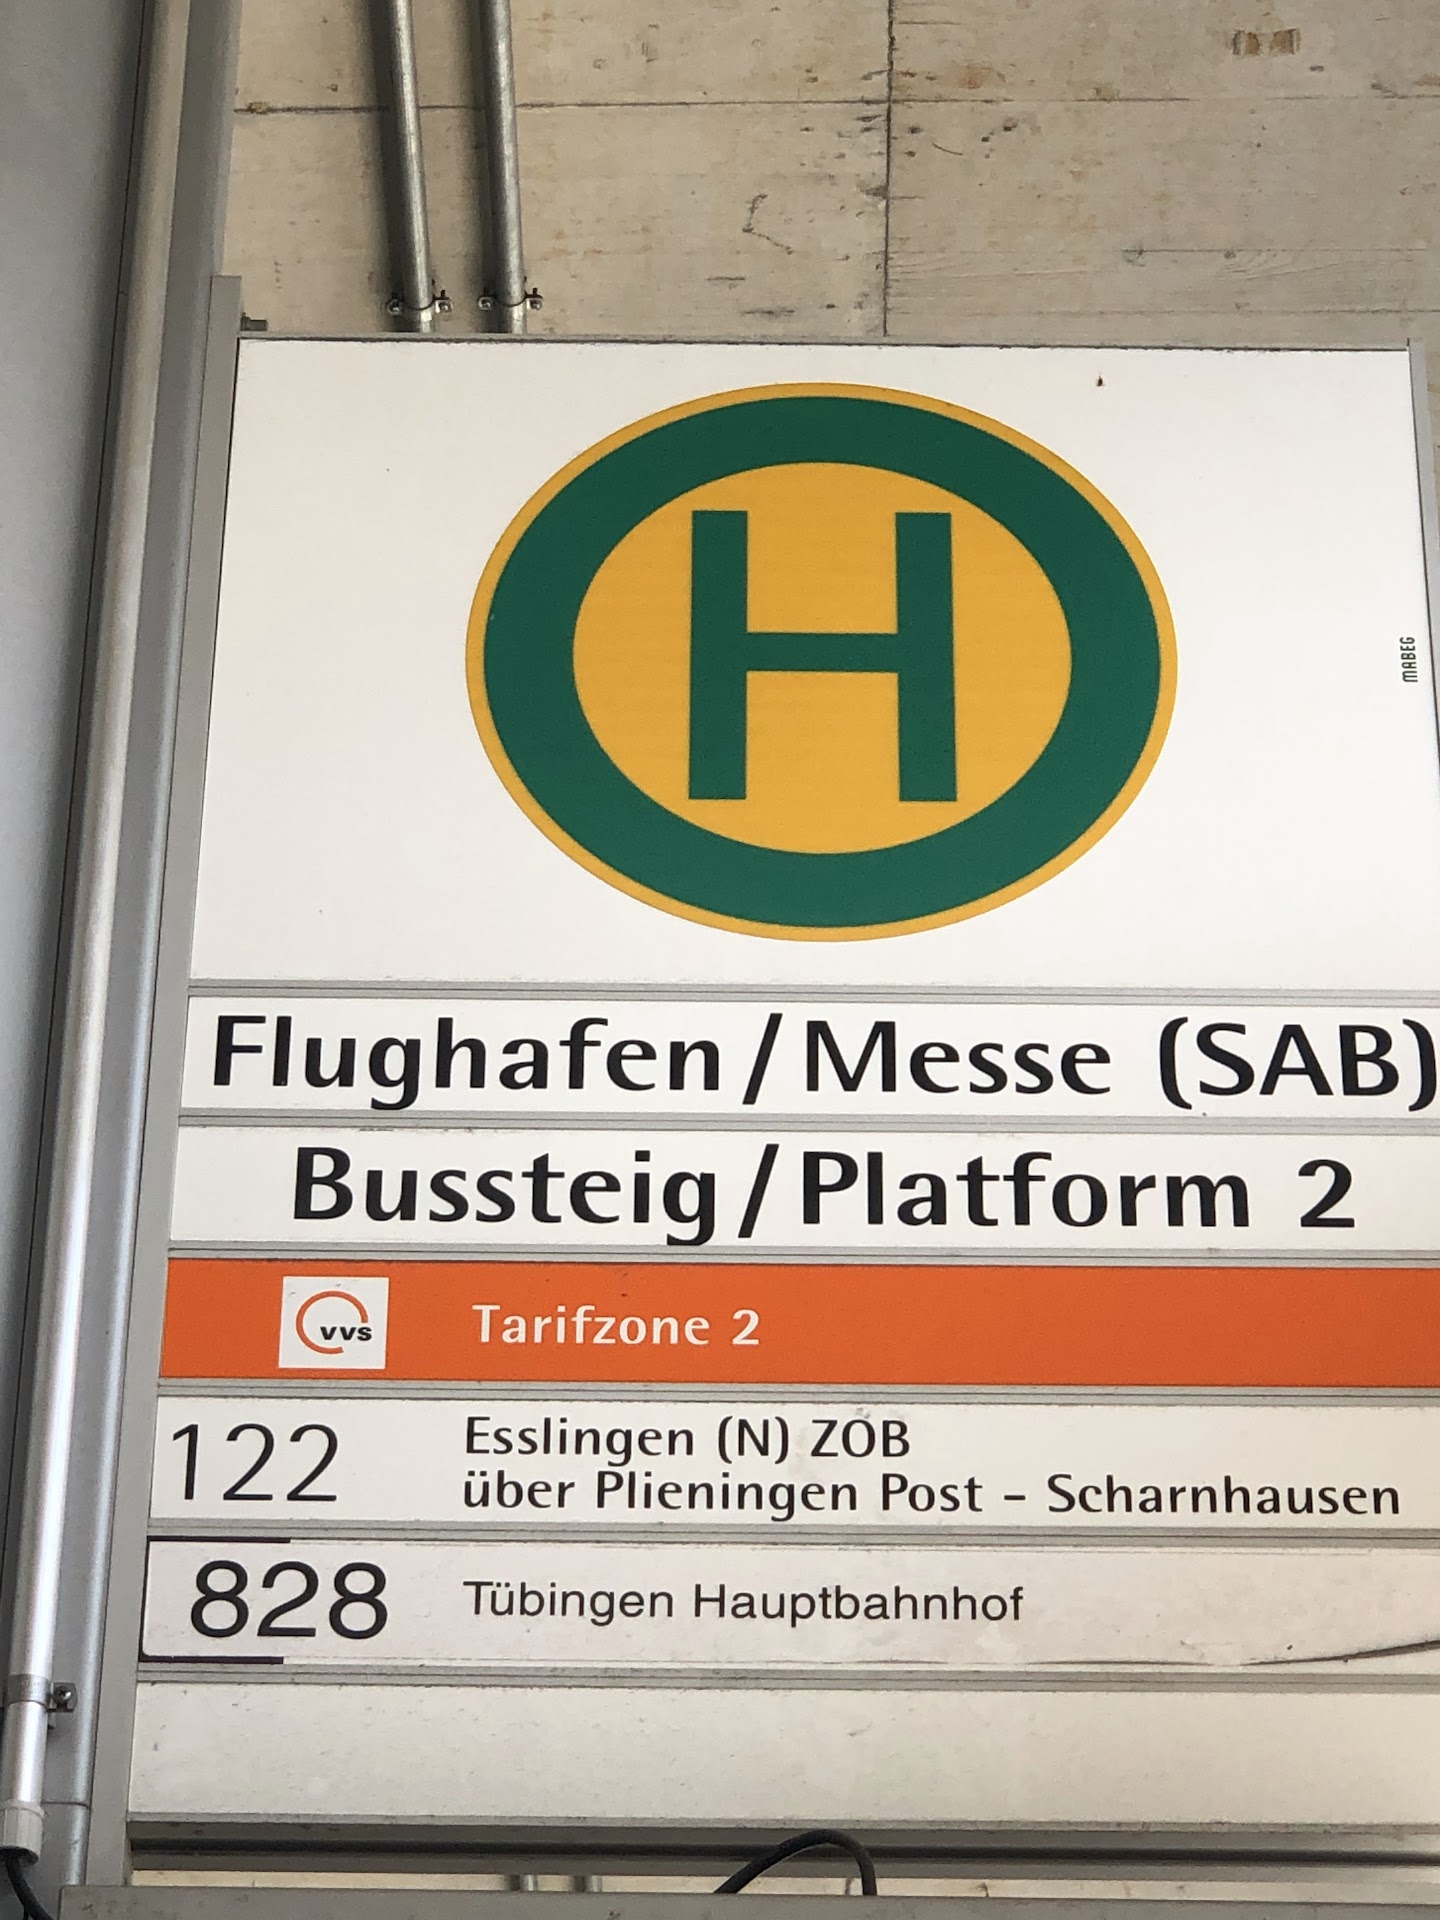 H
MABEG
Flughafen/Messe (SAB)
Bussteig/Platform 2
vvs Tarifzone 2
122 Esslingen (N) ZOB
über Plieningen Post - Scharnhausen
828 Tübingen Hauptbahnhof